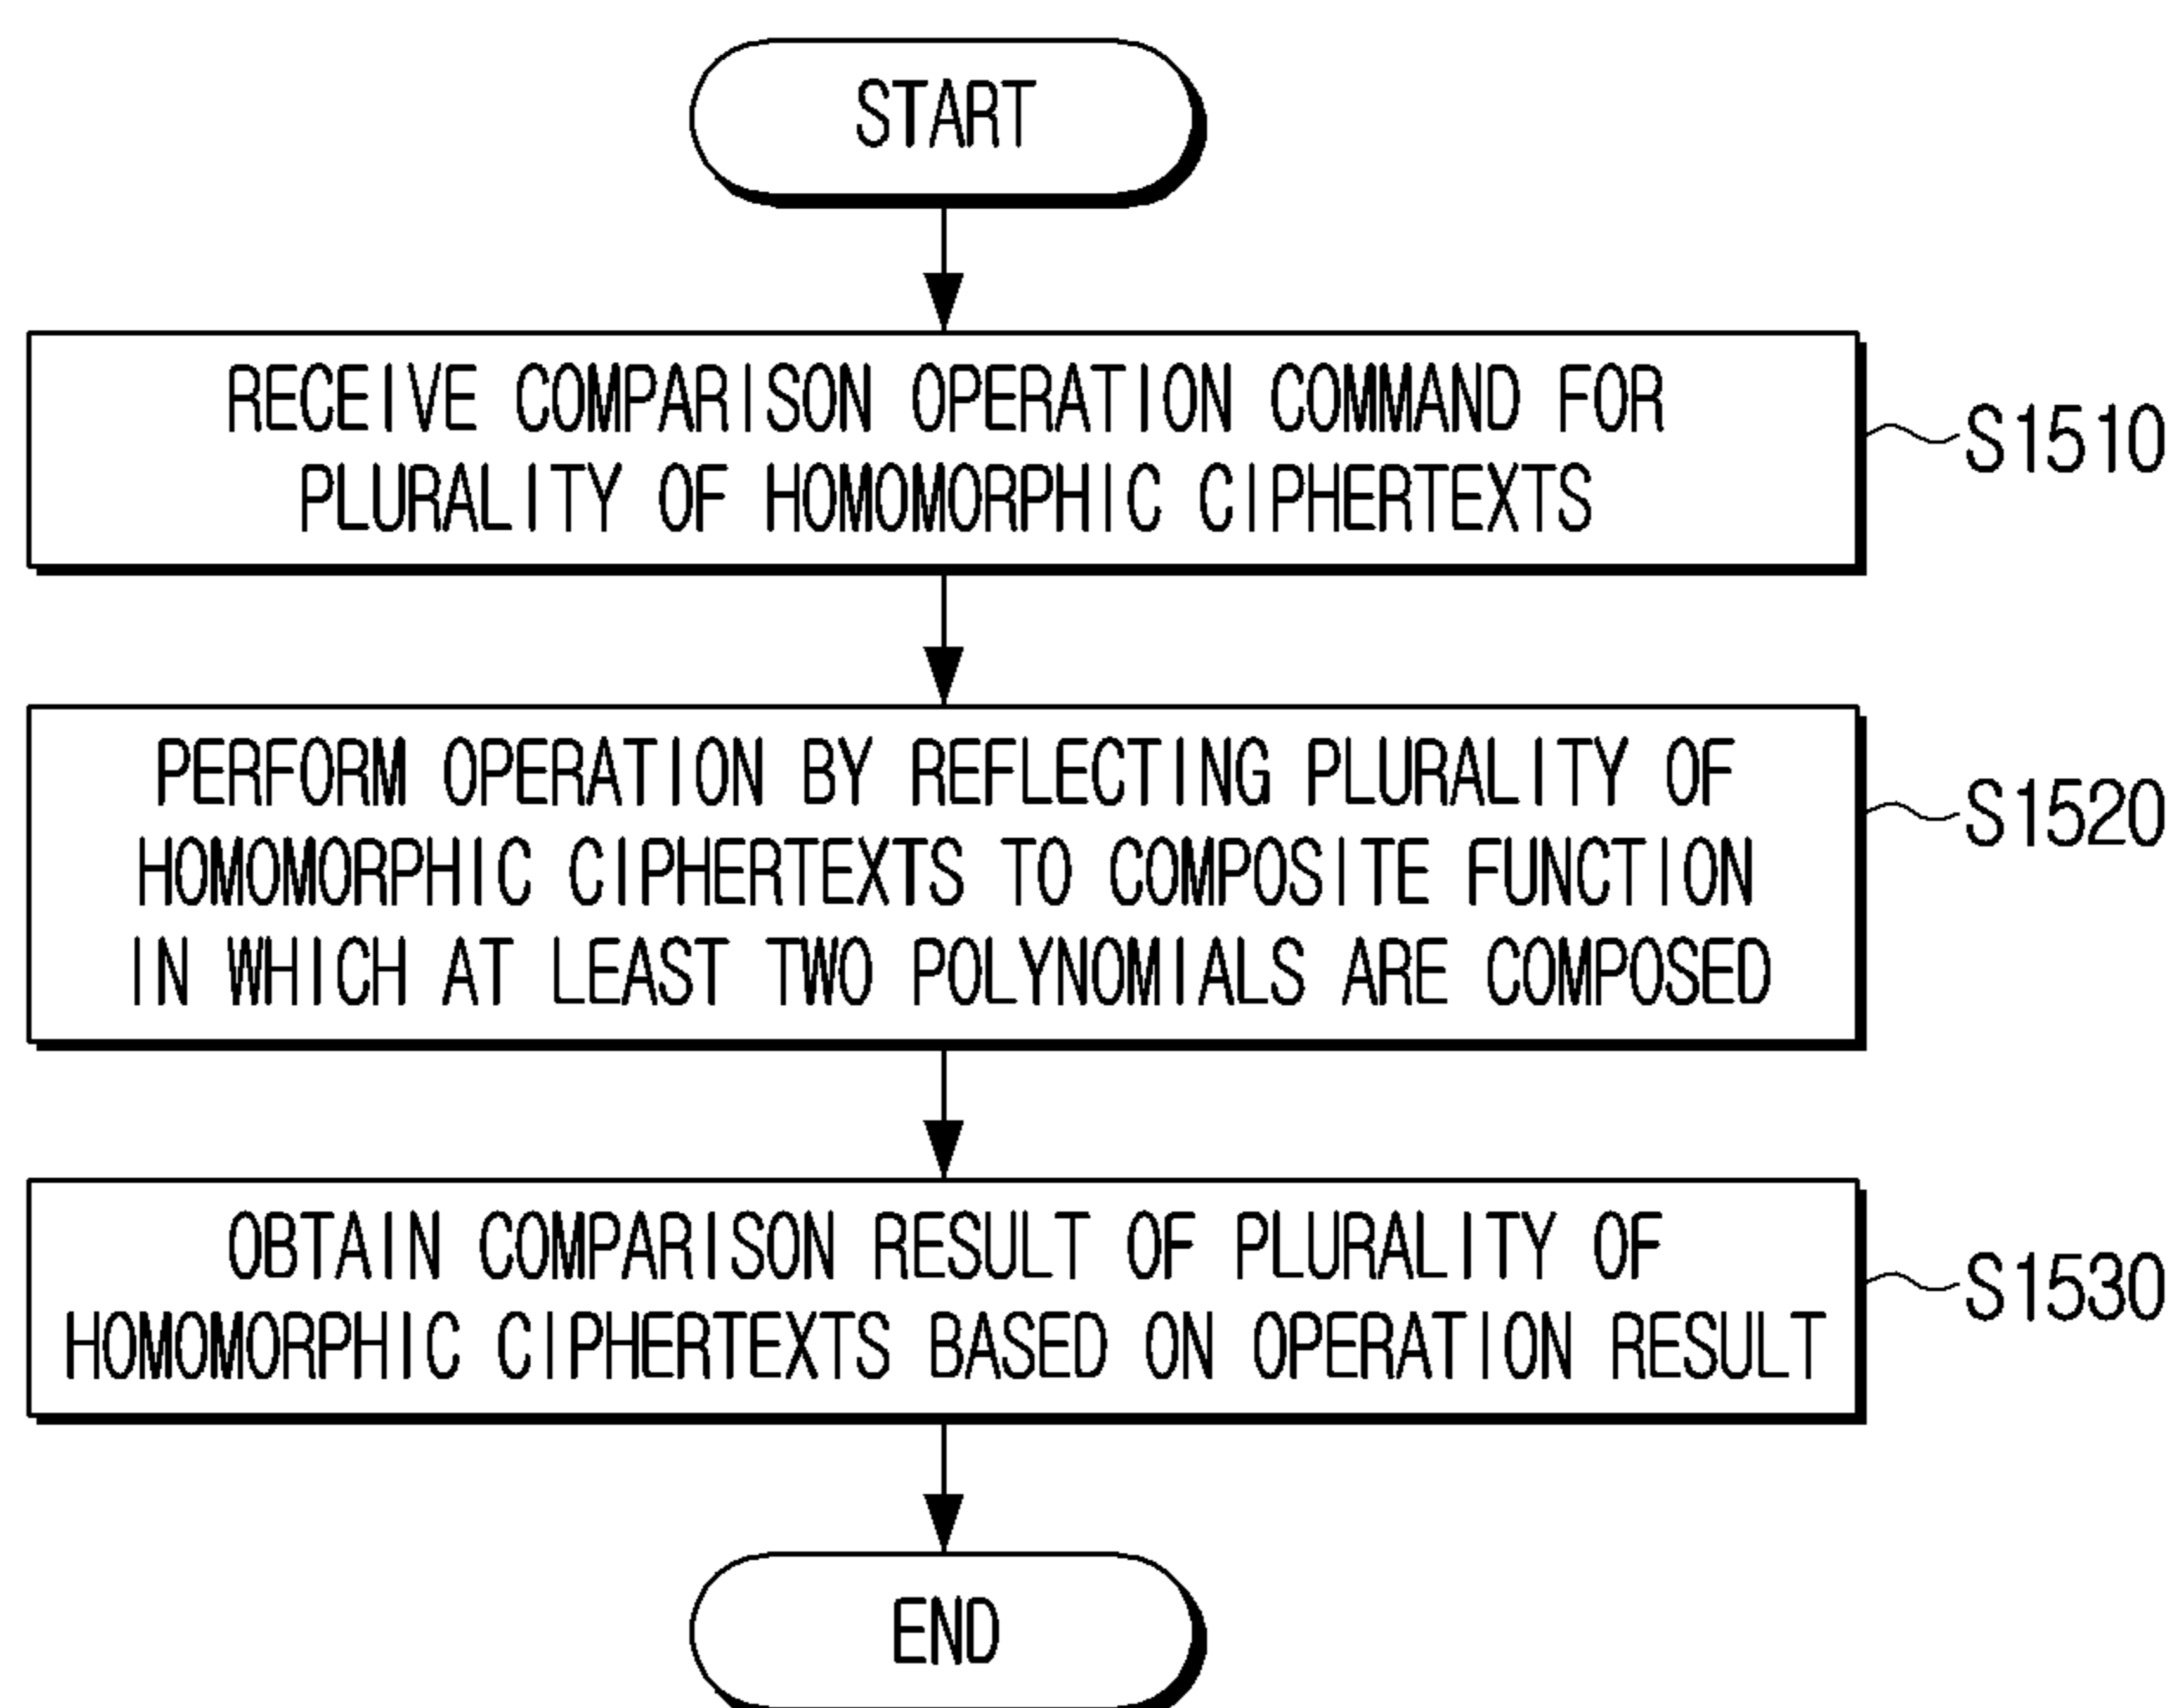 START
RECEIVE COMPARISON OPERATION COMMAND FOR
PLURALITY OF HOMOMORPHIC CIPHERTEXTS
S1510
PERFORM OPERATION BY REFLECTING PLURALITY OF
HOMOMORPHIC CIPHERTEXTS TO COMPOSITE FUNCTION
IN WHICH AT LEAST TWO POLYNOMIALS ARE COMPOSED
S1520
OBTAIN COMPARISON RESULT OF PLURALITY OF
HOMOMORPHIC CIPHERTEXTS BASED ON OPERATION RESULT
S1530
END